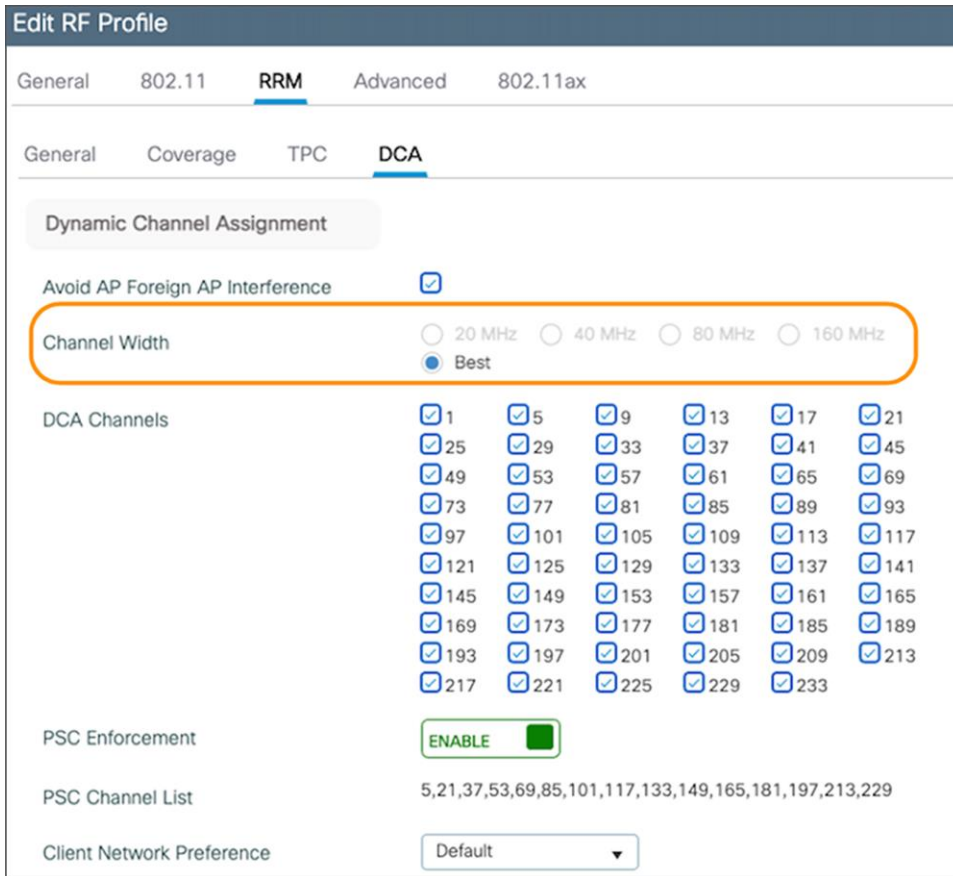 Edit RF Profile
General 802.11 RRM Advanced 802.11ax
General Coverage TPC DCA
Dynamic Channel Assignment
Avoid AP Foreign AP Interference
Channel Width 20 MHz 40 MHz 80 MHz 160 MHz
Best
DCA Channels 1 5 9 13 17 21
25 29 33 37 41 45
49 53 57 61 65 69
73 77 81 85 89 93
97 101 105 109 113 117
121 125 129 133 137 141
145 149 153 157 161 165
169 173 177 181 185 189
193 197 201 205 209 213
217 221 225 229 233
PSC Enforcement ENABLE
PSC Channel List 5,21,37,53,69,85,101,117,133,149,165,181,197,213,229
Client Network Preference Default